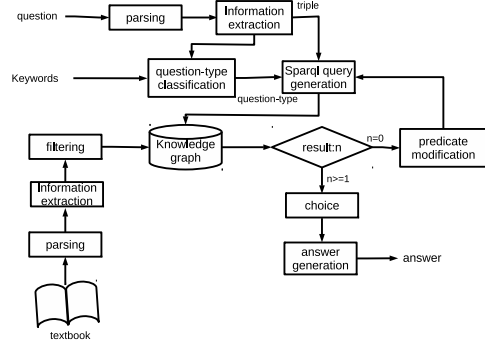 question
parsing
Information
extraction
triple
Keywords
question-type
classification
question-type
Sparql query
generation
filtering
Knowledge
graph
result:n
n=0
predicate
modification
Information
extraction
n>=1
choice
parsing
answer
generation
answer
textbook